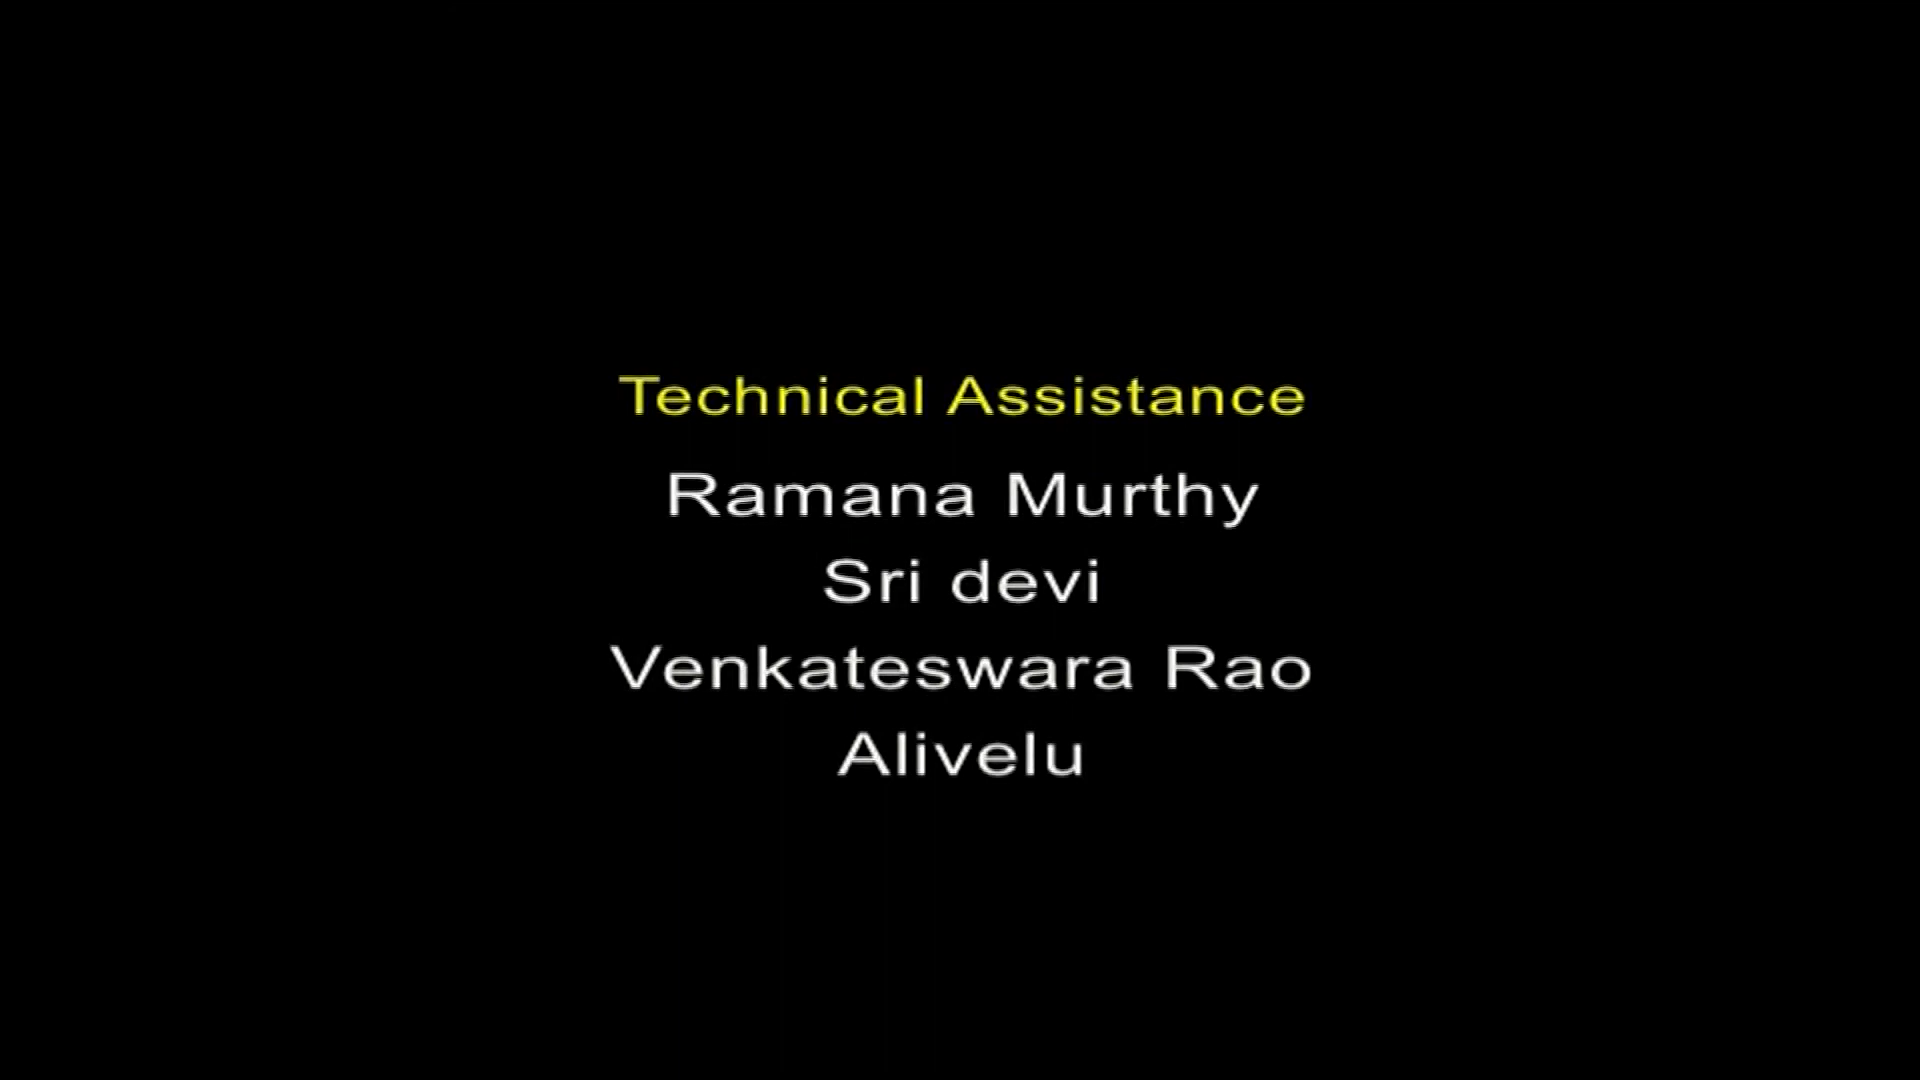 Technical Assistance
Ramana Murthy
Sri devi
Venkateswara Rao
Alivelu